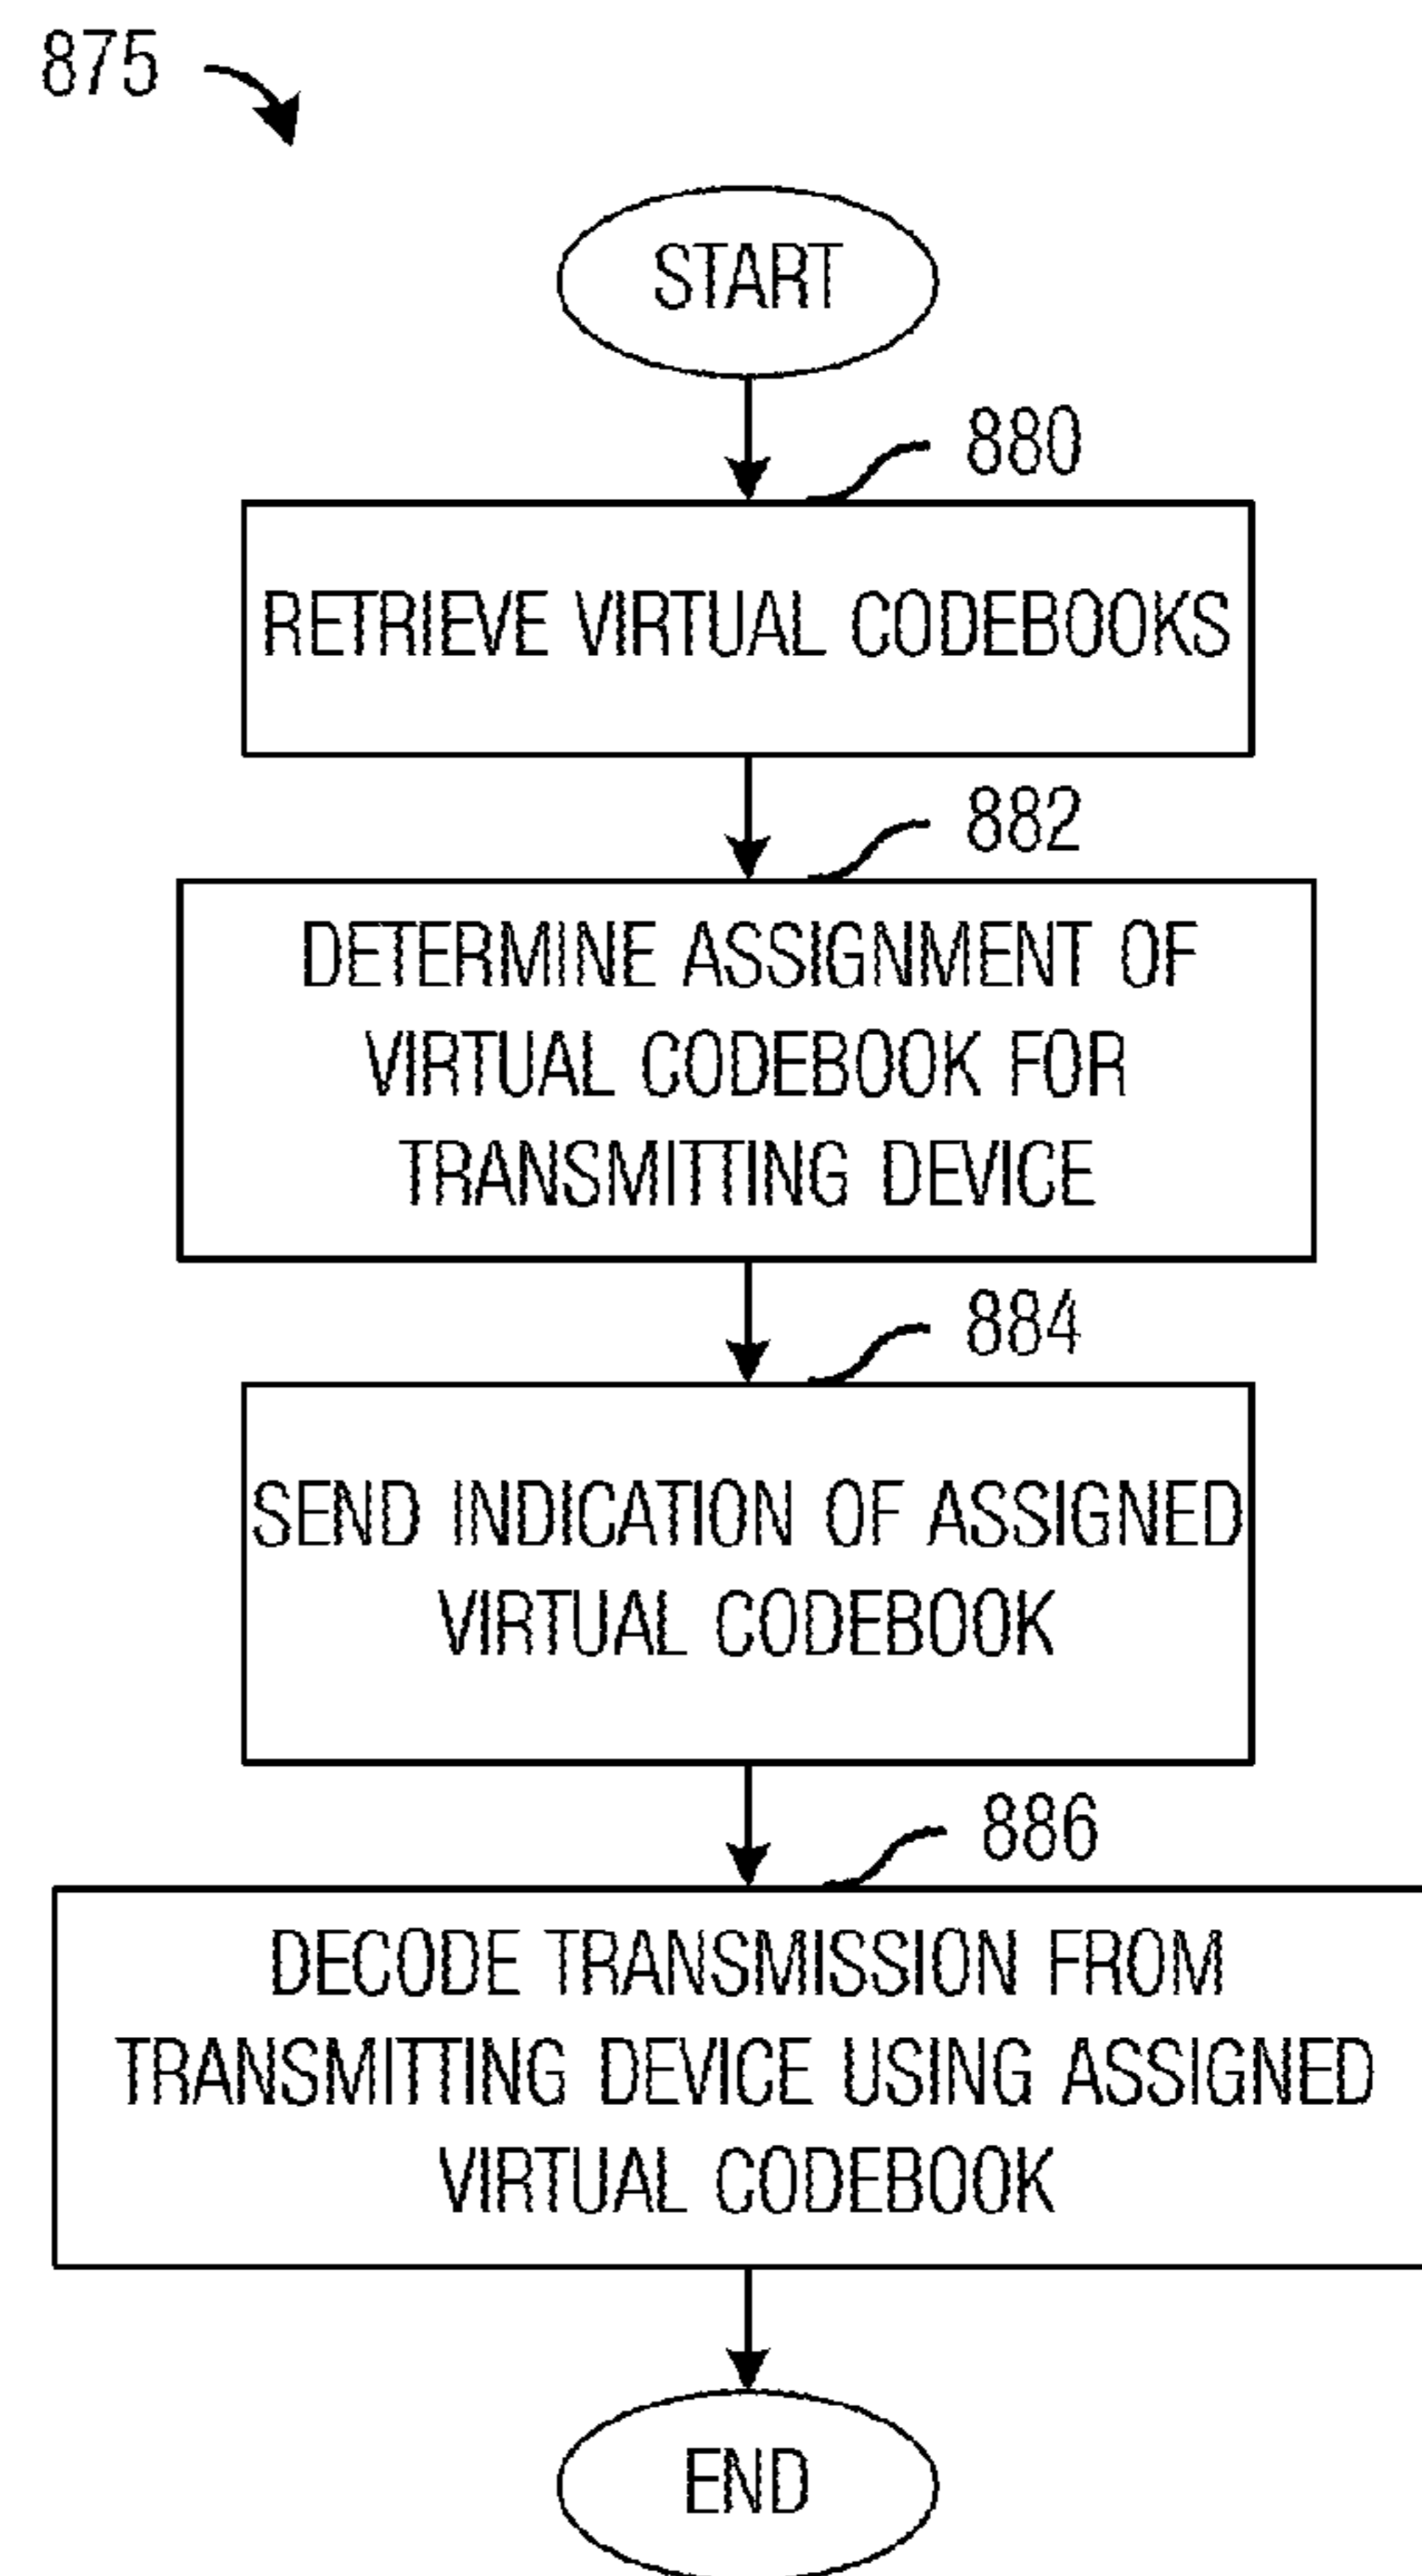 875
START
880
RETRIEVE VIRTUAL CODEBOOKS
882
DETERMINE ASSIGNMENT OF
VIRTUAL CODEBOOK FOR
TRANSMITTING DEVICE
884
SEND INDICATION OF ASSIGNED
VIRTUAL CODEBOOK
886
DECODE TRANSMISSION FROM
TRANSMITTING DEVICE USING ASSIGNED
VIRTUAL CODEBOOK
END